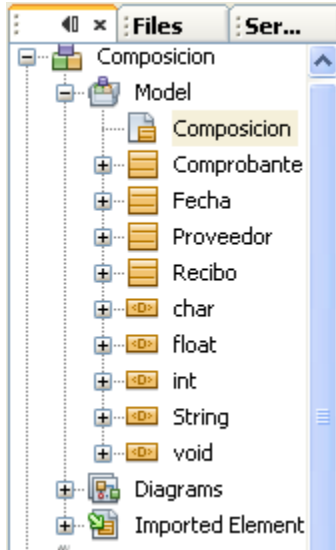 Files
Ser...
Composicion
Model
Composicion
Comprobante
Fecha
Proveedor
Recibo
<D> char
<D> float
<D> int
<D> String
<D> void
Diagrams
Imported Element